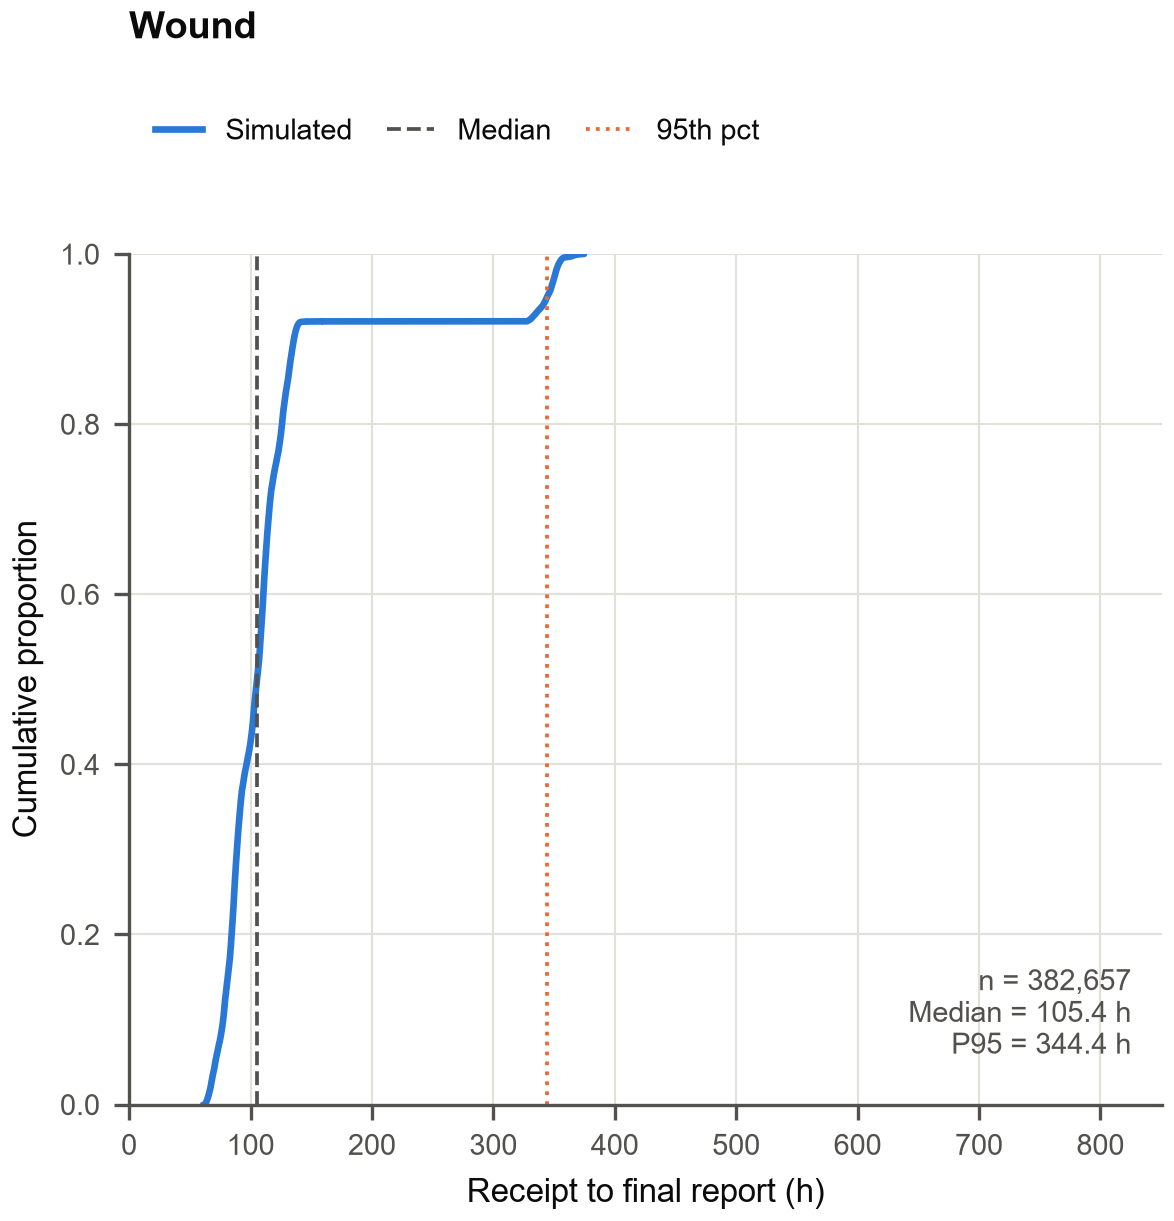 Wound
Simulated Median 95th pct
1.0
0.8
0.6
0.4
0.2
0.0
Cumulative proportion
n = 382,657
Median = 105.4 h
P95 = 344.4 h
0 100 200 300 400 500 600 700 800
Receipt to final report (h)